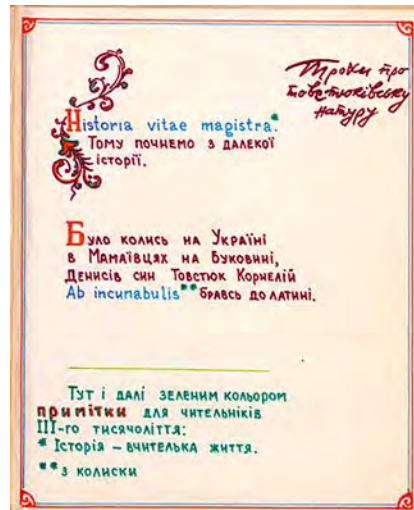 Трохи про
товстюківську
натуру
Historia vitae magistra.*
Тому почнемо з далекої
історії.
Було колись на Україні
в Мамаївцях на Буковині,
Денисів син Товстюк Корнелій
Ab incunabulis** бравсь до латині.
Тут і далі зеленим кольором
примітки для чительніків
III-го тисячоліття:
* Історія – вчителька життя.
** з колиски